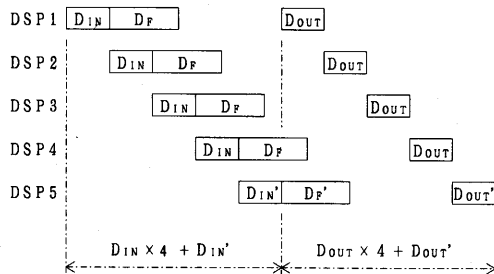 DSP1 DIN DF DOUT
DSP2 DIN DF DOUT
DSP3 DIN DF DOUT
DSP4 DIN DF DOUT
DSP5 DIN' DF' DOUT'
DIN × 4 + DIN' DOUT × 4 + DOUT'